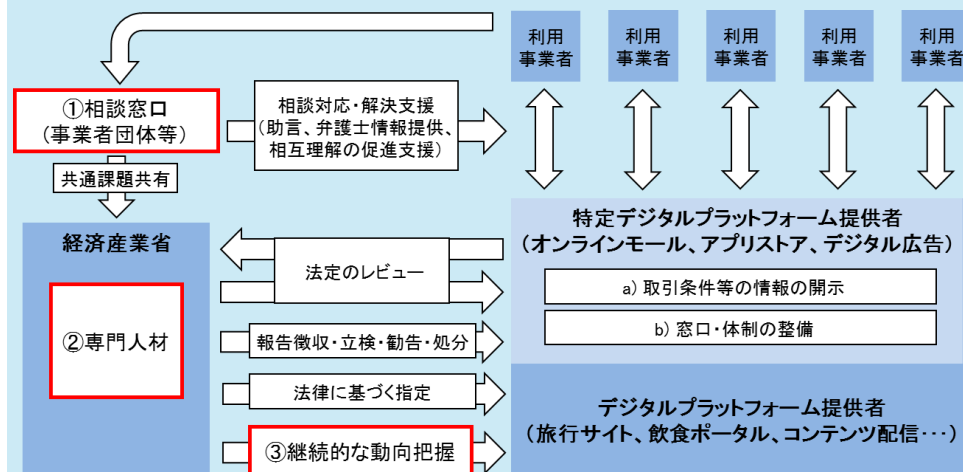 利用
事業者
利用
事業者
利用
事業者
利用
事業者
利用
事業者
①相談窓口
(事業者団体等)
相談対応・解決支援
(助言、弁護士情報提供、
相互理解の促進支援)
共通課題共有
経済産業省
②専門人材
法定のレビュー
報告徴収・立検・勧告・処分
法律に基づく指定
③継続的な動向把握
特定デジタルプラットフォーム提供者
(オンラインモール、アプリストア、デジタル広告)
a) 取引条件等の情報の開示
b) 窓口・体制の整備
デジタルプラットフォーム提供者
(旅行サイト、飲食ポータル、コンテンツ配信・・・)